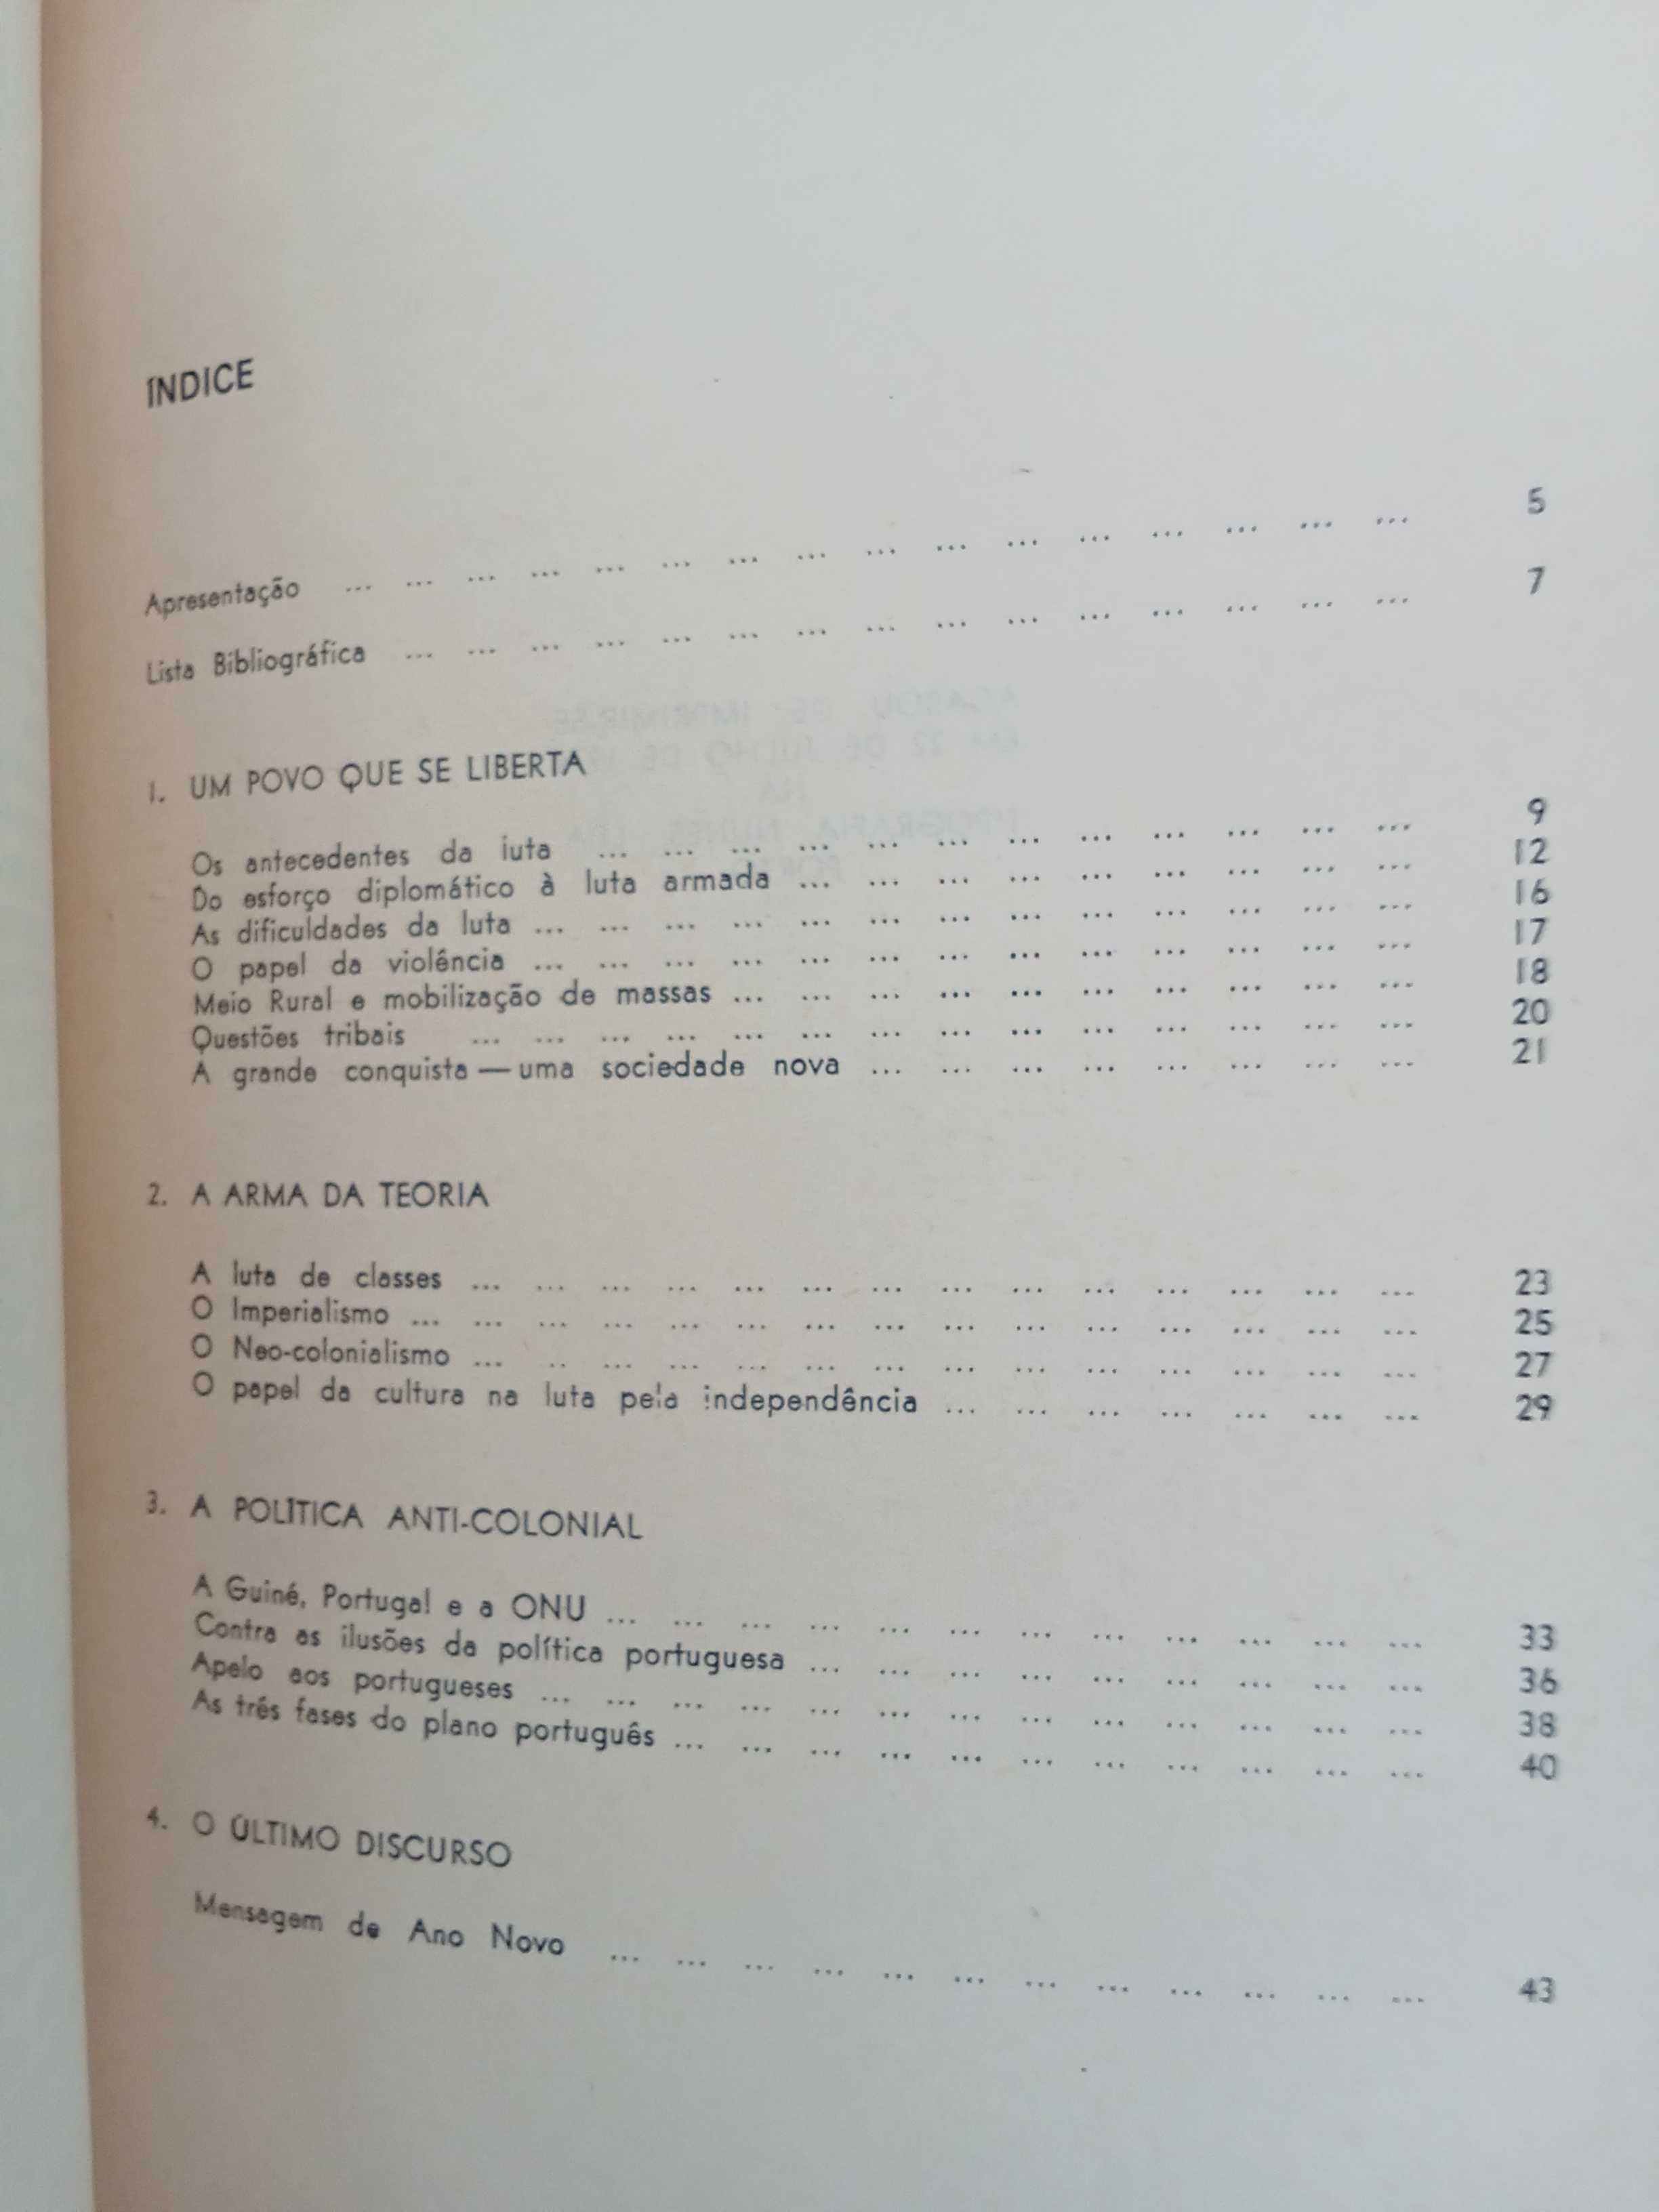 ÍNDICE
Apresentação ... ... ... ... ... ... ... ... ... ... ... ... ... ... ... ... 5
Lista Bibliográfica ... ... ... ... ... ... ... ... ... ... ... ... ... ... ... 7
1. UM POVO QUE SE LIBERTA
Os antecedentes da luta ... ... ... ... ... ... ... ... ... ... ... ... 9
Do esforço diplomático à luta armada ... ... ... ... ... ... ... ... ... 12
As dificuldades da luta ... ... ... ... ... ... ... ... ... ... ... ... ... 16
O papel da violência ... ... ... ... ... ... ... ... ... ... ... ... ... 17
Meio Rural e mobilização de massas ... ... ... ... ... ... ... ... ... ... 18
Questões tribais ... ... ... ... ... ... ... ... ... ... ... ... ... ... 20
A grande conquista — uma sociedade nova ... ... ... ... ... ... ... ... 21
2. A ARMA DA TEORIA
A luta de classes ... ... ... ... ... ... ... ... ... ... ... ... ... ... 23
O Imperialismo ... ... ... ... ... ... ... ... ... ... ... ... ... ... ... 25
O Neo-colonialismo ... .. ... ... ... ... ... ... ... ... ... ... ... ... 27
O papel da cultura na luta pela independência ... ... ... ... ... ... ... 29
3. A POLÍTICA ANTI-COLONIAL
A Guiné, Portugal e a ONU ... ... ... ... ... ... ... ... ... ... ... ... 33
Contra as ilusões da política portuguesa ... ... ... ... ... ... ... ... ... 36
Apelo aos portugueses ... ... ... ... ... ... ... ... ... ... ... ... ... 38
As três fases do plano português ... ... ... ... ... ... ... ... ... ... ... 40
4. O ÚLTIMO DISCURSO
Mensagem de Ano Novo ... ... ... ... ... ... ... ... ... ... ... ... 43